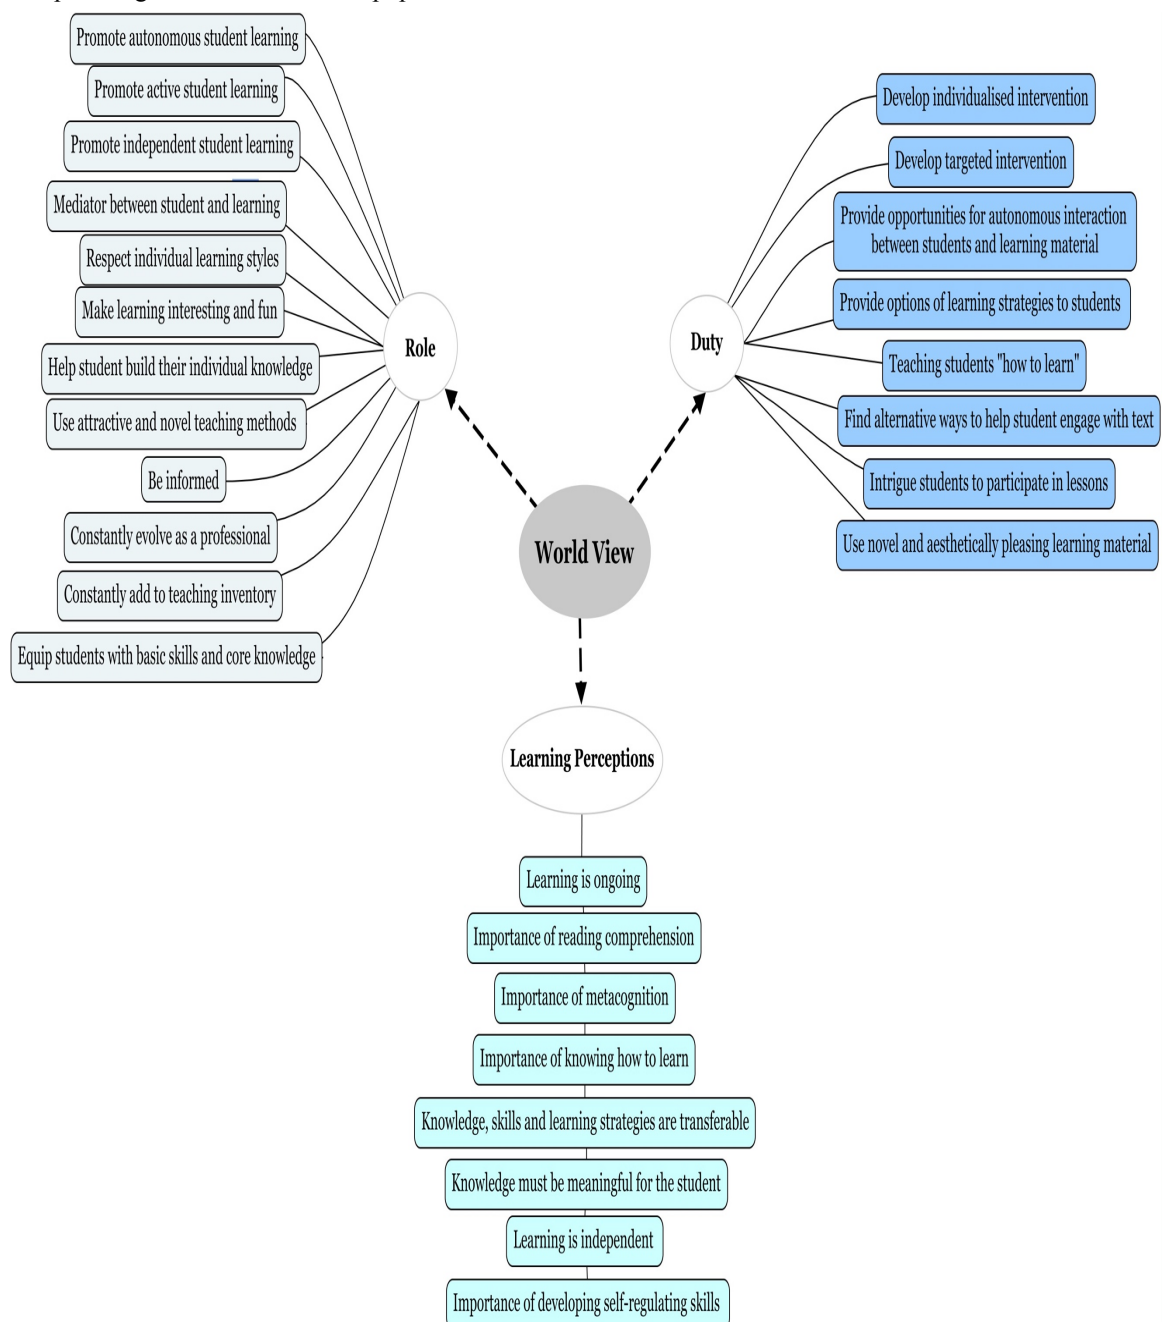 Promote autonomous student learning
Promote active student learning
Promote independent student learning
Mediator between student and learning
Respect individual learning styles
Make learning interesting and fun
Help student build their individual knowledge
Use attractive and novel teaching methods
Be informed
Constantly evolve as a professional
Constantly add to teaching inventory
Equip students with basic skills and core knowledge
Role
Duty
Develop individualised intervention
Develop targeted intervention
Provide opportunities for autonomous interaction
between students and learning material
Provide options of learning strategies to students
Teaching students "how to learn"
Find alternative ways to help student engage with text
Intrigue students to participate in lessons
Use novel and aesthetically pleasing learning material
World View
Learning Perceptions
Learning is ongoing
Importance of reading comprehension
Importance of metacognition
Importance of knowing how to learn
Knowledge, skills and learning strategies are transferable
Knowledge must be meaningful for the student
Learning is independent
Importance of developing self-regulating skills